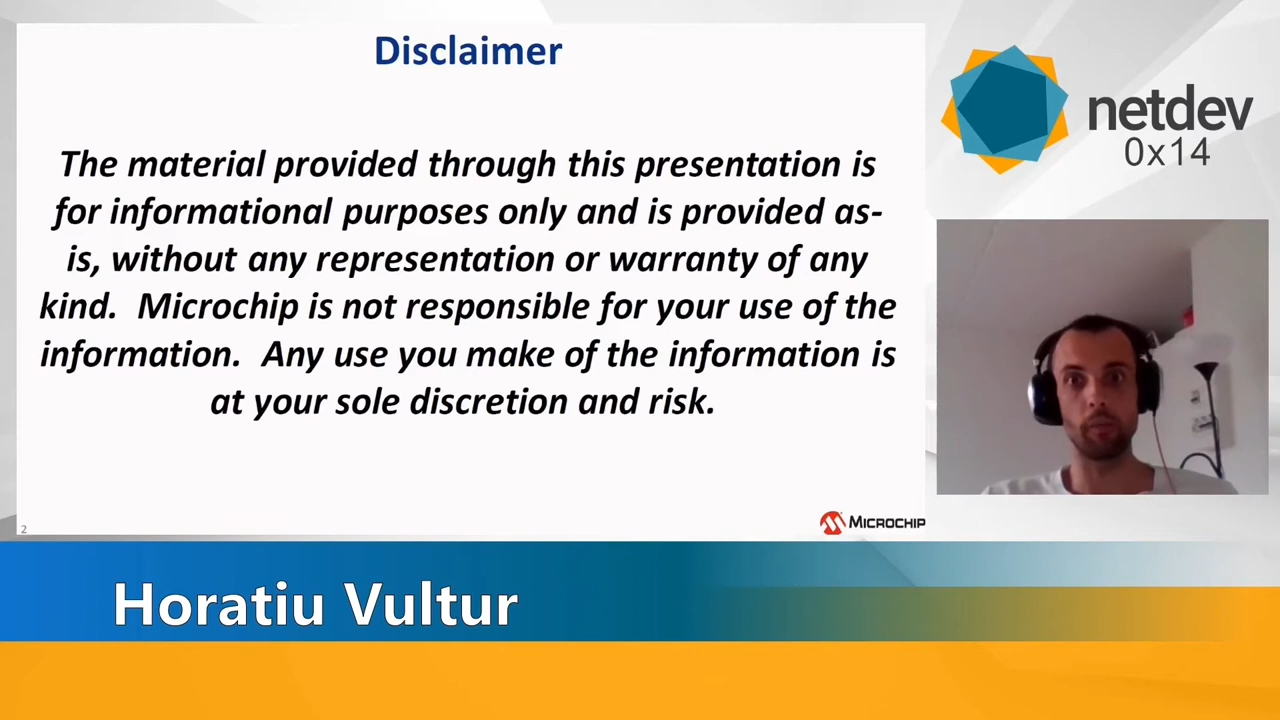 Disclaimer
The material provided through this presentation is
for informational purposes only and is provided as-
is, without any representation or warranty of any
kind.  Microchip is not responsible for your use of the
information.  Any use you make of the information is
at your sole discretion and risk.
2
MICROCHIP
netdev
0x14
Horatiu Vultur